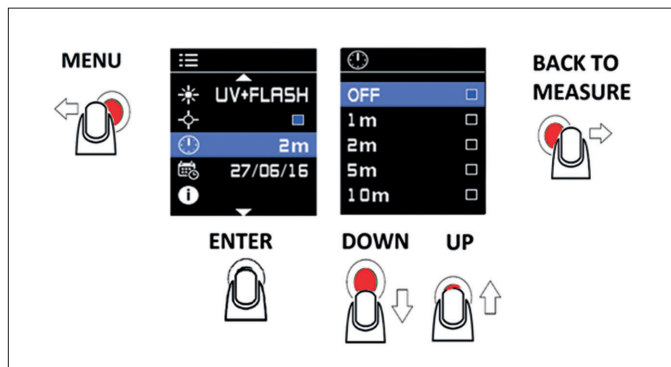 MENU
UV+FLASH
2m
27/06/16
i
OFF
1m
2m
5m
10m
BACK TO
MEASURE
ENTER
DOWN
UP